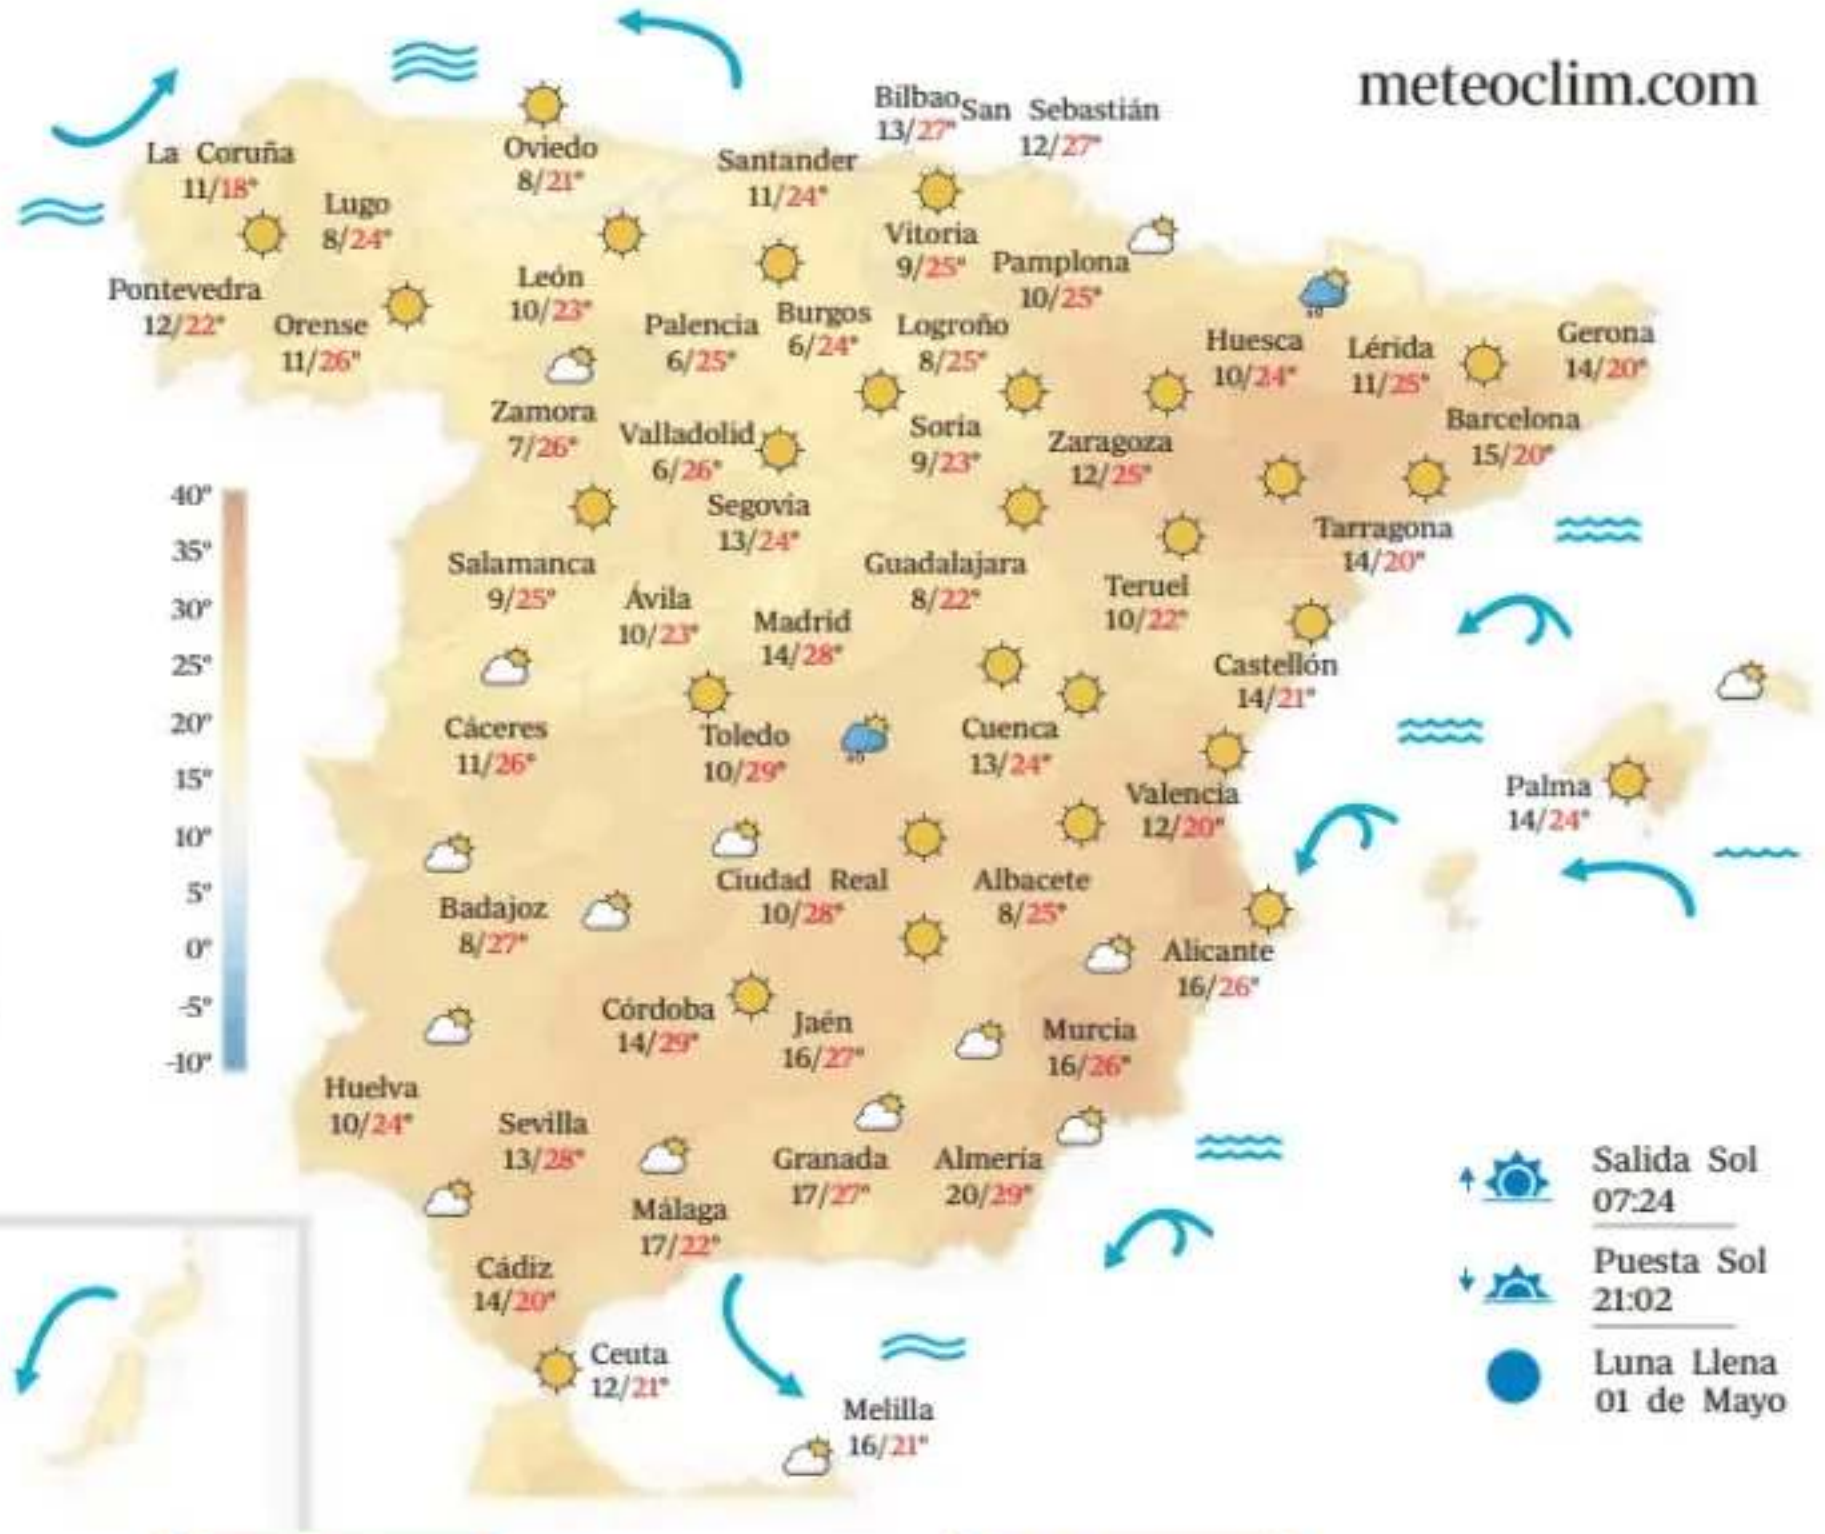 meteoclim.com
Bilbao
13/27°
San Sebastián
12/27°
La Coruña
11/18°
Oviedo
8/21°
Santander
11/24°
Lugo
8/24°
Vitoria
9/25°
Pamplona
10/25°
León
10/23°
Pontevedra
12/22°
Orense
11/26°
Palencia
6/25°
Burgos
6/24°
Logroño
8/25°
Huesca
10/24°
Lérida
11/25°
Gerona
14/20°
Zamora
7/26°
Valladolid
6/26°
Soria
9/23°
Zaragoza
12/25°
Barcelona
15/20°
Segovia
13/24°
Tarragona
14/20°
Salamanca
9/25°
Ávila
10/23°
Madrid
14/28°
Guadalajara
8/22°
Teruel
10/22°
Castellón
14/21°
Cáceres
11/26°
Toledo
10/29°
Cuenca
13/24°
Valencia
12/20°
Palma
14/24°
Badajoz
8/27°
Ciudad Real
10/28°
Albacete
8/25°
Alicante
16/26°
Córdoba
14/29°
Jaén
16/27°
Murcia
16/26°
Huelva
10/24°
Sevilla
13/28°
Granada
17/27°
Almería
20/29°
Málaga
17/22°
Cádiz
14/20°
Ceuta
12/21°
Melilla
16/21°
40°
35°
30°
25°
20°
15°
10°
5°
0°
-5°
-10°
Salida Sol
07:24
Puesta Sol
21:02
Luna Llena
01 de Mayo